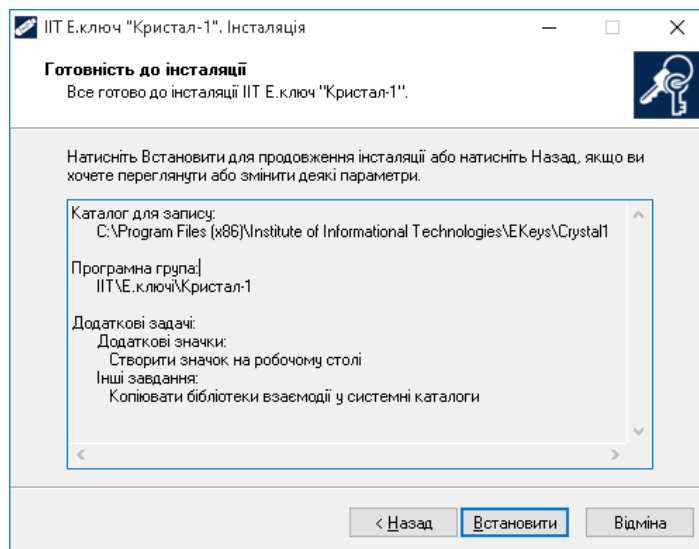 ІІТ Е.ключ "Кристал-1". Інсталяція
Готовність до інсталяції
Все готово до інсталяції ІІТ Е.ключ "Кристал-1".
Натисніть Встановити для продовження інсталяції або натисніть Назад, якщо ви
хочете переглянути або змінити деякі параметри.
Каталог для запису:
C:\Program Files (x86)\Institute of Informational Technologies\EKeys\Crystal1
Програмна група:
ІІТ\Е.ключі\Кристал-1
Додаткові задачі:
Додаткові значки:
Створити значок на робочому столі
Інші завдання:
Копіювати бібліотеки взаємодії у системні каталоги
< Назад
Встановити
Відміна